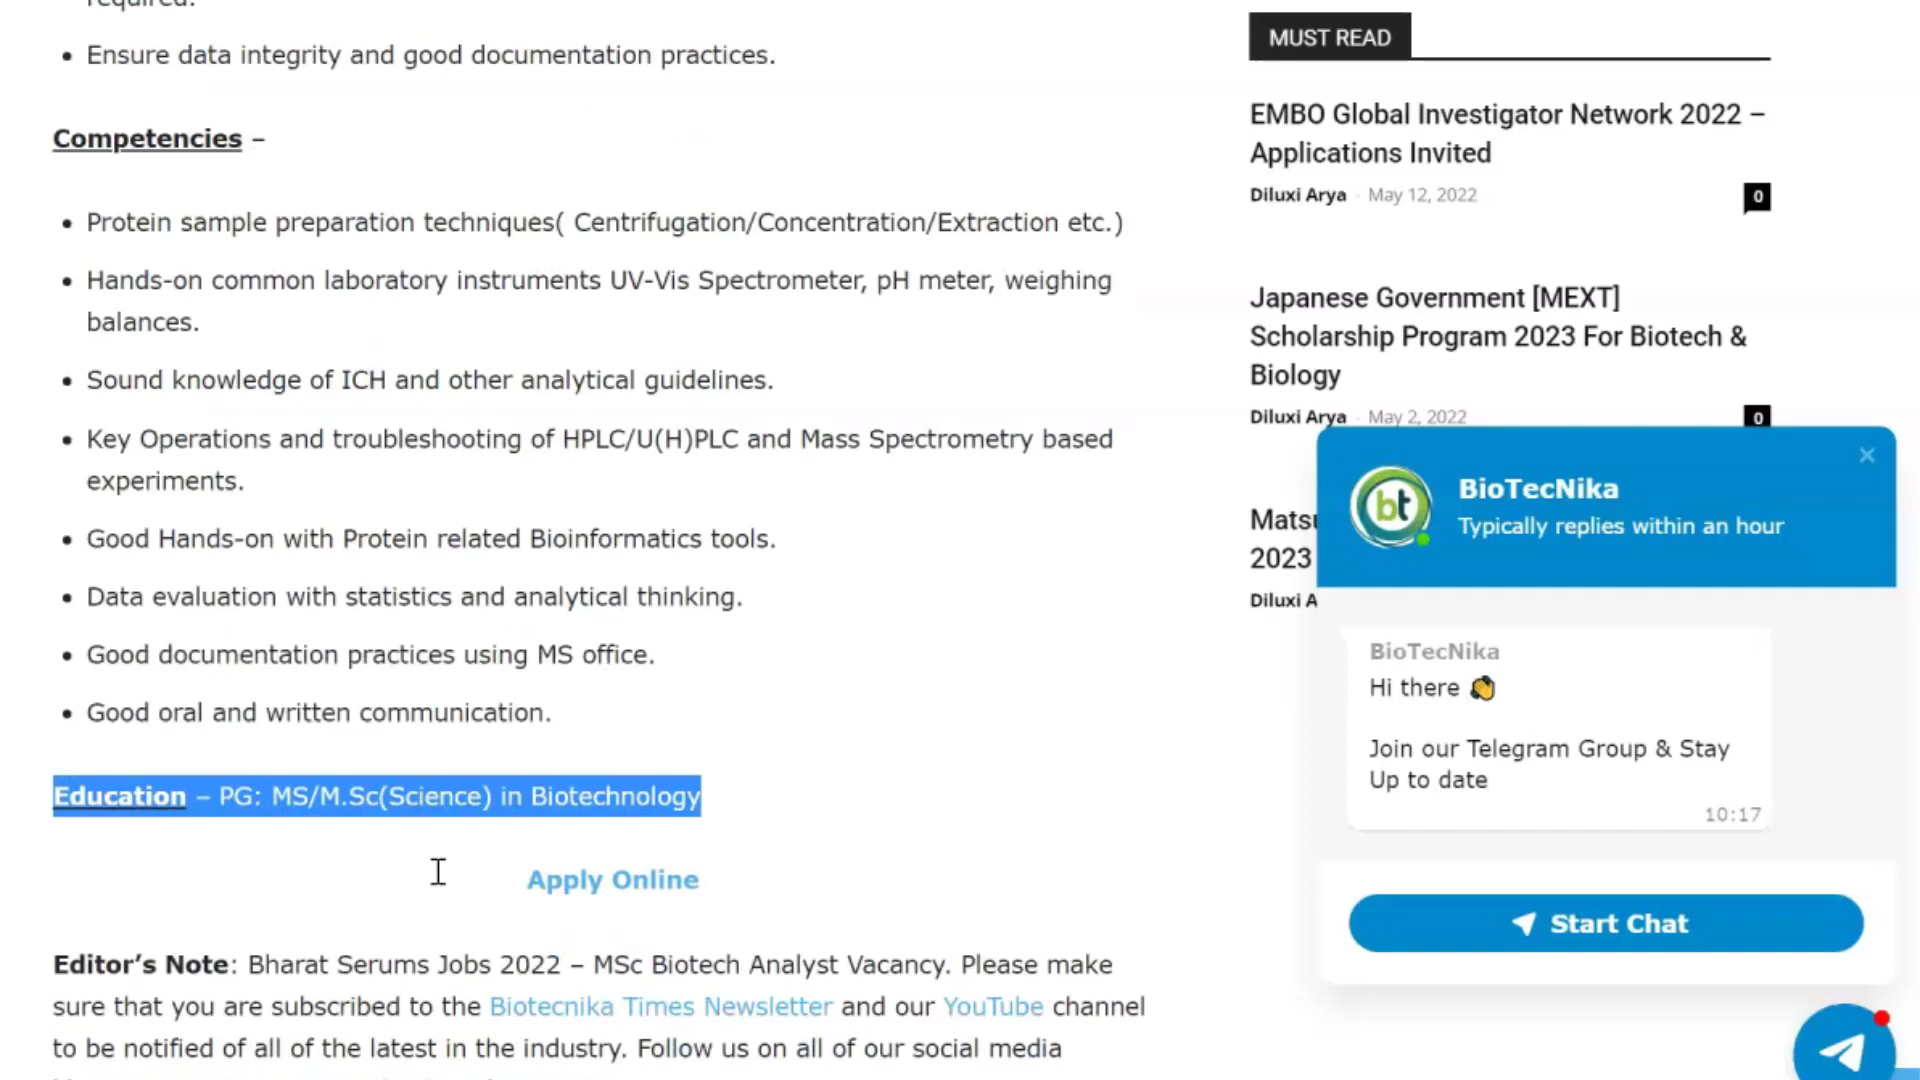 required.
• Ensure data integrity and good documentation practices.
Competencies –
• Protein sample preparation techniques( Centrifugation/Concentration/Extraction etc.)
• Hands-on common laboratory instruments UV-Vis Spectrometer, pH meter, weighing
balances.
• Sound knowledge of ICH and other analytical guidelines.
• Key Operations and troubleshooting of HPLC/U(H)PLC and Mass Spectrometry based
experiments.
• Good Hands-on with Protein related Bioinformatics tools.
• Data evaluation with statistics and analytical thinking.
• Good documentation practices using MS office.
• Good oral and written communication.
Education – PG: MS/M.Sc(Science) in Biotechnology
Apply Online
Editor’s Note: Bharat Serums Jobs 2022 – MSc Biotech Analyst Vacancy. Please make
sure that you are subscribed to the Biotecnika Times Newsletter and our YouTube channel
to be notified of all of the latest in the industry. Follow us on all of our social media
MUST READ
EMBO Global Investigator Network 2022 –
Applications Invited
Diluxi Arya - May 12, 2022
0
Japanese Government [MEXT]
Scholarship Program 2023 For Biotech &
Biology
Diluxi Arya - May 2, 2022
0
Matsu
2023
Diluxi A
BioTecNika
Typically replies within an hour
bt
BioTecNika
Hi there 👏
Join our Telegram Group & Stay
Up to date
10:17
Start Chat